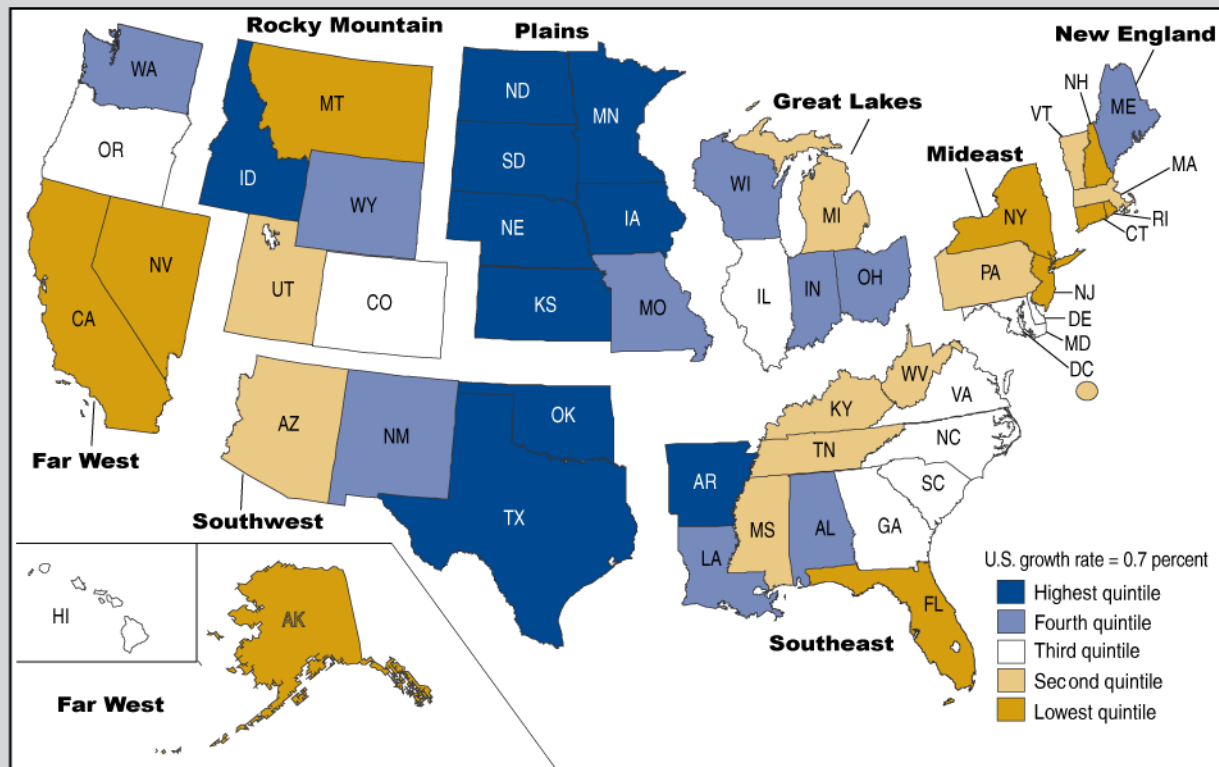 Rocky Mountain
Plains
New England
WA
MT
ND
MN
NH
ME
OR
Great Lakes
VT
ID
SD
WI
Mideast
MA
WY
MI
NY
RI
CT
NE
IA
NV
UT
CO
IL
IN
OH
PA
NJ
CA
KS
MO
DE
MD
DC
WV
VA
KY
AZ
NM
OK
TN
NC
Far West
AR
SC
Southwest
TX
MS
AL
GA
LA
U.S. growth rate = 0.7 percent
Highest quintile
HI
AK
FL
Fourth quintile
Southeast
Third quintile
Second quintile
Far West
Lowest quintile